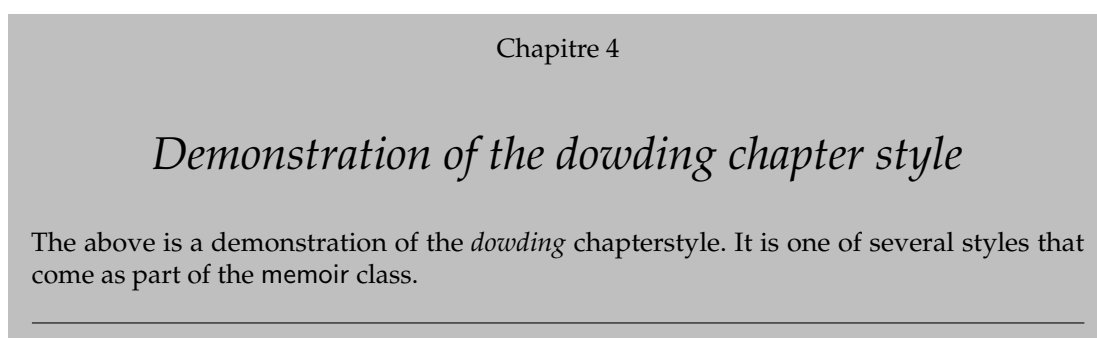 Chapitre 4
Demonstration of the dowding chapter style
The above is a demonstration of the dowding chapterstyle. It is one of several styles that
come as part of the memoir class.